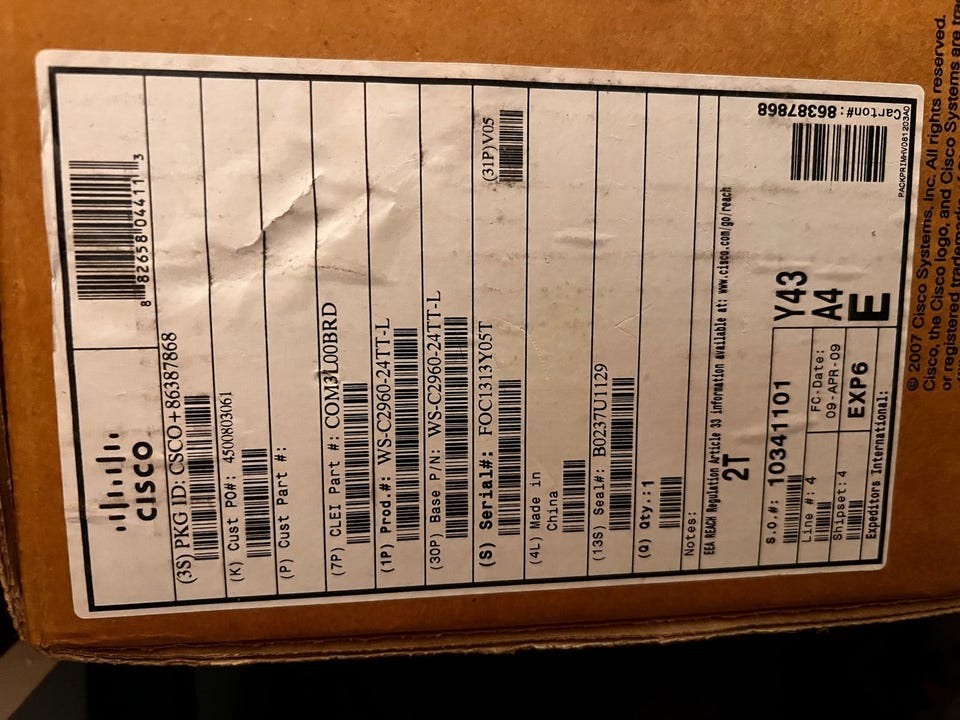 CISCO
8 82658 04411 3
(3S) PKG ID: CSCO+86387868
(K) Cust PO#: 4500803061
(P) Cust Part #:
(7P) CLEI Part #: COM3L00BRD
(1P) Prod.#: WS-C2960-24TT-L
(30P) Base P/N: WS-C2960-24TT-L
(S) Serial#: FOC1313Y05T
(31P)V05
(4L) Made in
China
(13S) Seal#: B0237U1129
(Q) Qty.:1
Notes:
EEA REACH Regulation Article 33 information available at: www.cisco.com/go/reach
2T
S.O.#: 10341101
Line #: 4
FC-Date:
09-APR-09
Shipset: 4
EXP6
Expeditors International:
Y43
A4
E
Carton#:86387868
PACKPRIMHV081203A0
© 2007 Cisco Systems, Inc. All rights reserved.
Cisco, the Cisco logo, and Cisco Systems are
or registered trademarks